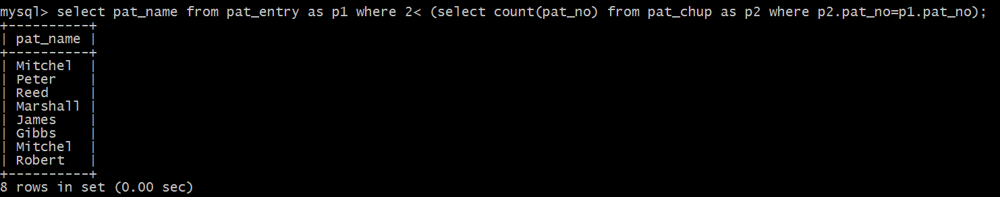 mysql> select pat_name from pat_entry as p1 where 2< (select count(pat_no) from pat_chup as p2 where p2.pat_no=p1.pat_no);
+----------+
| pat_name |
+----------+
| Mitchel  |
| Peter    |
| Reed     |
| Marshall |
| James    |
| Gibbs    |
| Mitchel  |
| Robert   |
+----------+
8 rows in set (0.00 sec)